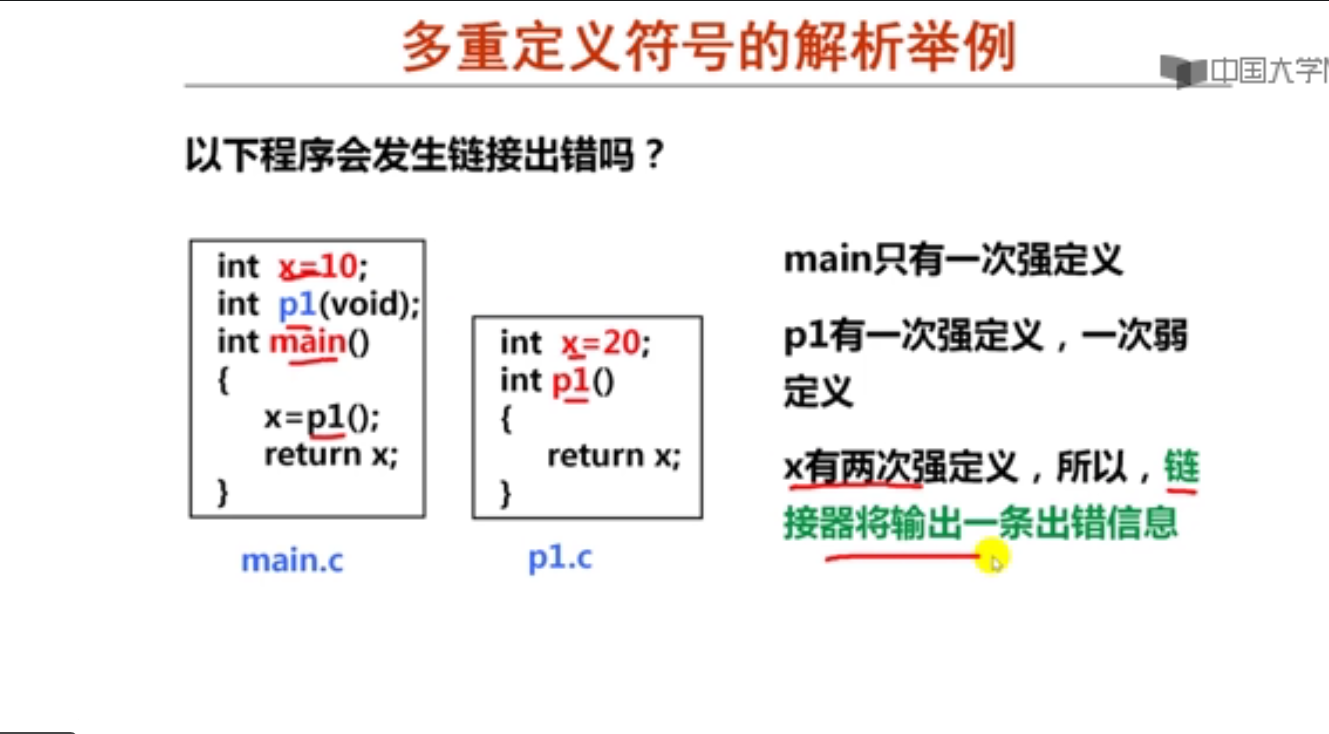 多重定义符号的解析举例
中国大学
以下程序会发生链接出错吗？
int x=10;
int p1(void);
int main()
{
x=p1();
return x;
}
main.c
int x=20;
int p1()
{
return x;
}
p1.c
main只有一次强定义
p1有一次强定义，一次弱
定义
x有两次强定义，所以，链
接器将输出一条出错信息